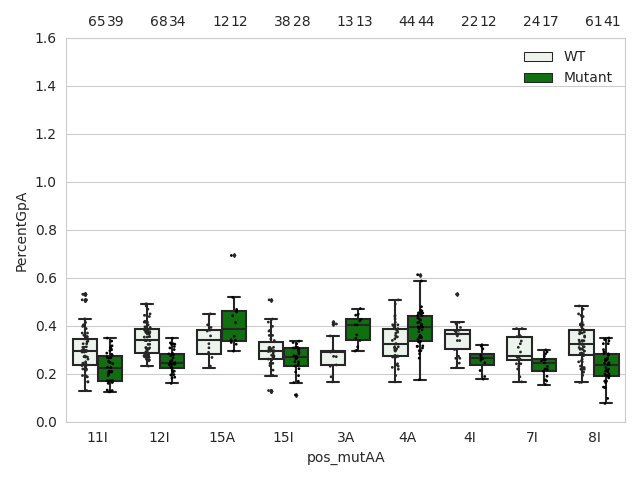 65 39 68 34 12 12 38 28 13 13 44 44 22 12 24 17 61 41
1.6
WT
Mutant
1.4
1.2
1.0
PercentGpA
0.8
0.6
0.4
0.2
0.0
11I 12I 15A 15I 3A 4A 4I 7I 8I
pos_mutAA